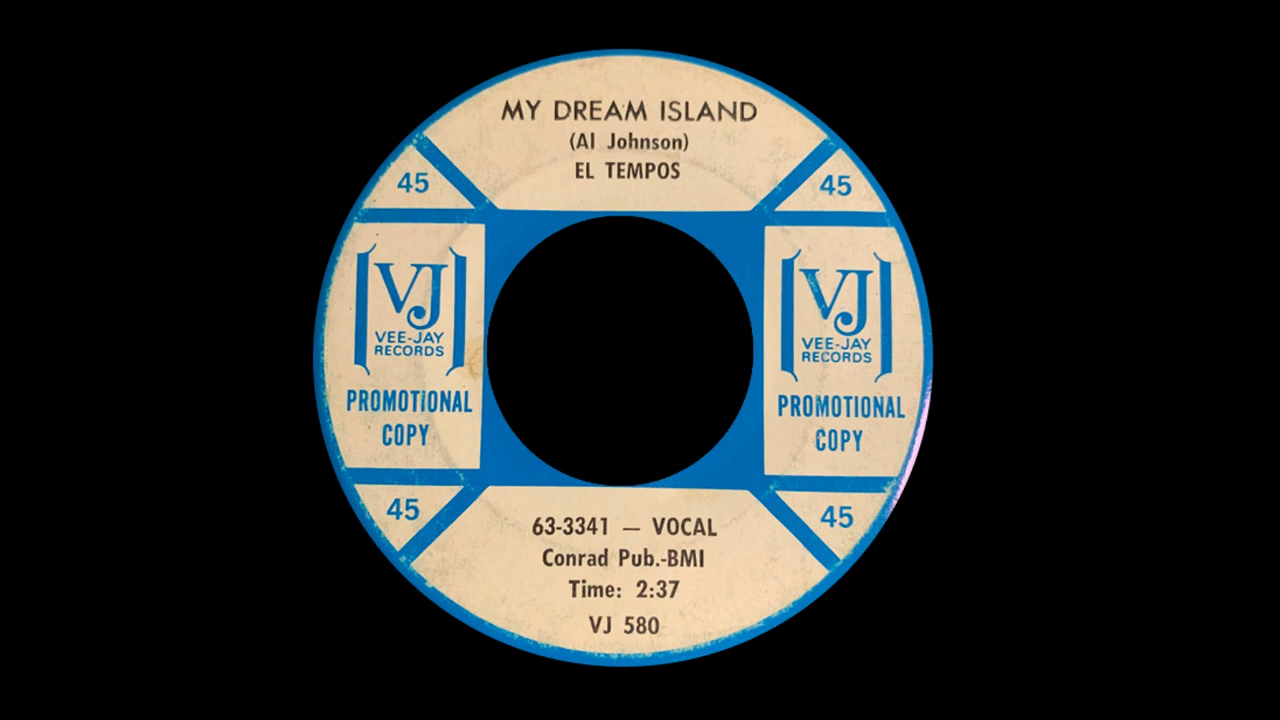 MY DREAM ISLAND
(Al Johnson)
EL TEMPOS
45
45
VJ
VEE-JAY
RECORDS
PROMOTIONAL
COPY
VJ
VEE-JAY
RECORDS
PROMOTIONAL
COPY
45
45
63-3341 — VOCAL
Conrad Pub.-BMI
Time: 2:37
VJ 580